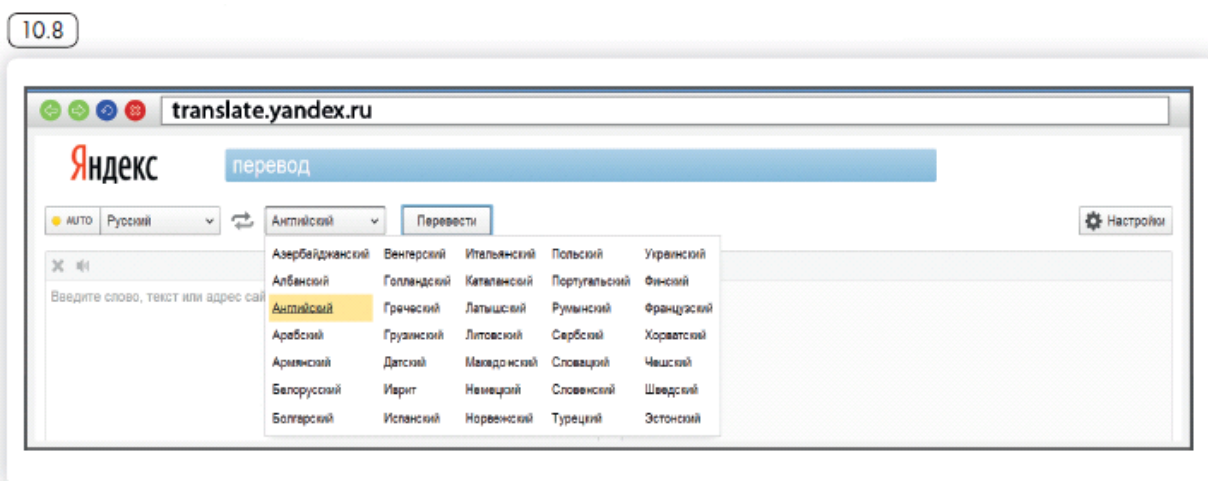 10.8
translate.yandex.ru
Яндекс перевод
AUTO Русский Английский Перевести Настройки
Азербайджанский Венгерский Итальянский Польский Украинский
Албанский Голландский Каталанский Португальский Финский
Введите слово, текст или адрес сай Английский Греческий Латышский Румынский Французский
Арабский Грузинский Литовский Сербский Хорватский
Армянский Датский Македонский Словацкий Чешский
Белорусский Иврит Немецкий Словенский Шведский
Болгарский Испанский Норвежский Турецкий Эстонский